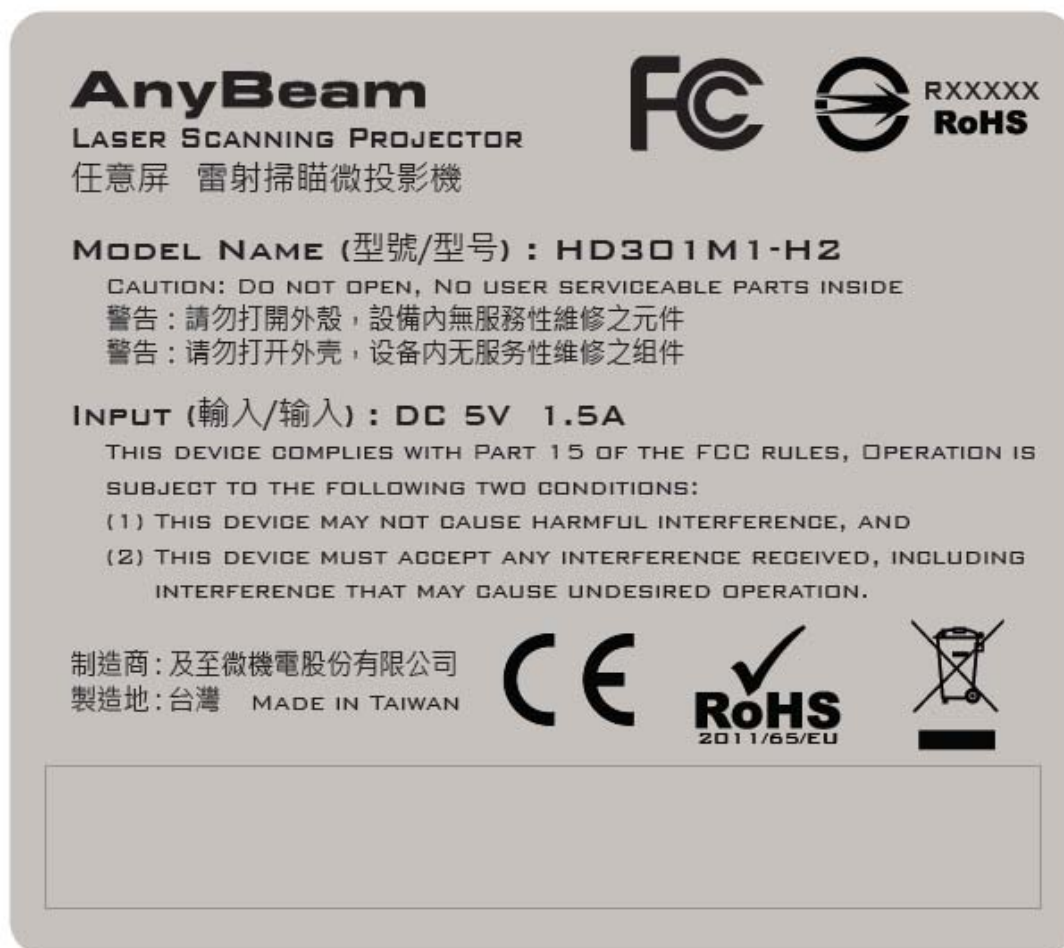 AnyBeam
LASER SCANNING PROJECTOR
任意屏 雷射掃瞄微投影機
FC
RXXXXX
RoHS
MODEL NAME (型號/型号) : HD301M1-H2
CAUTION: DO NOT OPEN, NO USER SERVICEABLE PARTS INSIDE
警告：請勿打開外殼，設備內無服務性維修之元件
警告：请勿打开外壳，设备内无服务性维修之组件
INPUT (輸入/输入) : DC 5V 1.5A
THIS DEVICE COMPLIES WITH PART 15 OF THE FCC RULES, OPERATION IS
SUBJECT TO THE FOLLOWING TWO CONDITIONS:
(1) THIS DEVICE MAY NOT CAUSE HARMFUL INTERFERENCE, AND
(2) THIS DEVICE MUST ACCEPT ANY INTERFERENCE RECEIVED, INCLUDING
INTERFERENCE THAT MAY CAUSE UNDESIRED OPERATION.
制造商：及至微機電股份有限公司
製造地：台灣 MADE IN TAIWAN
CE
RoHS
2011/65/EU